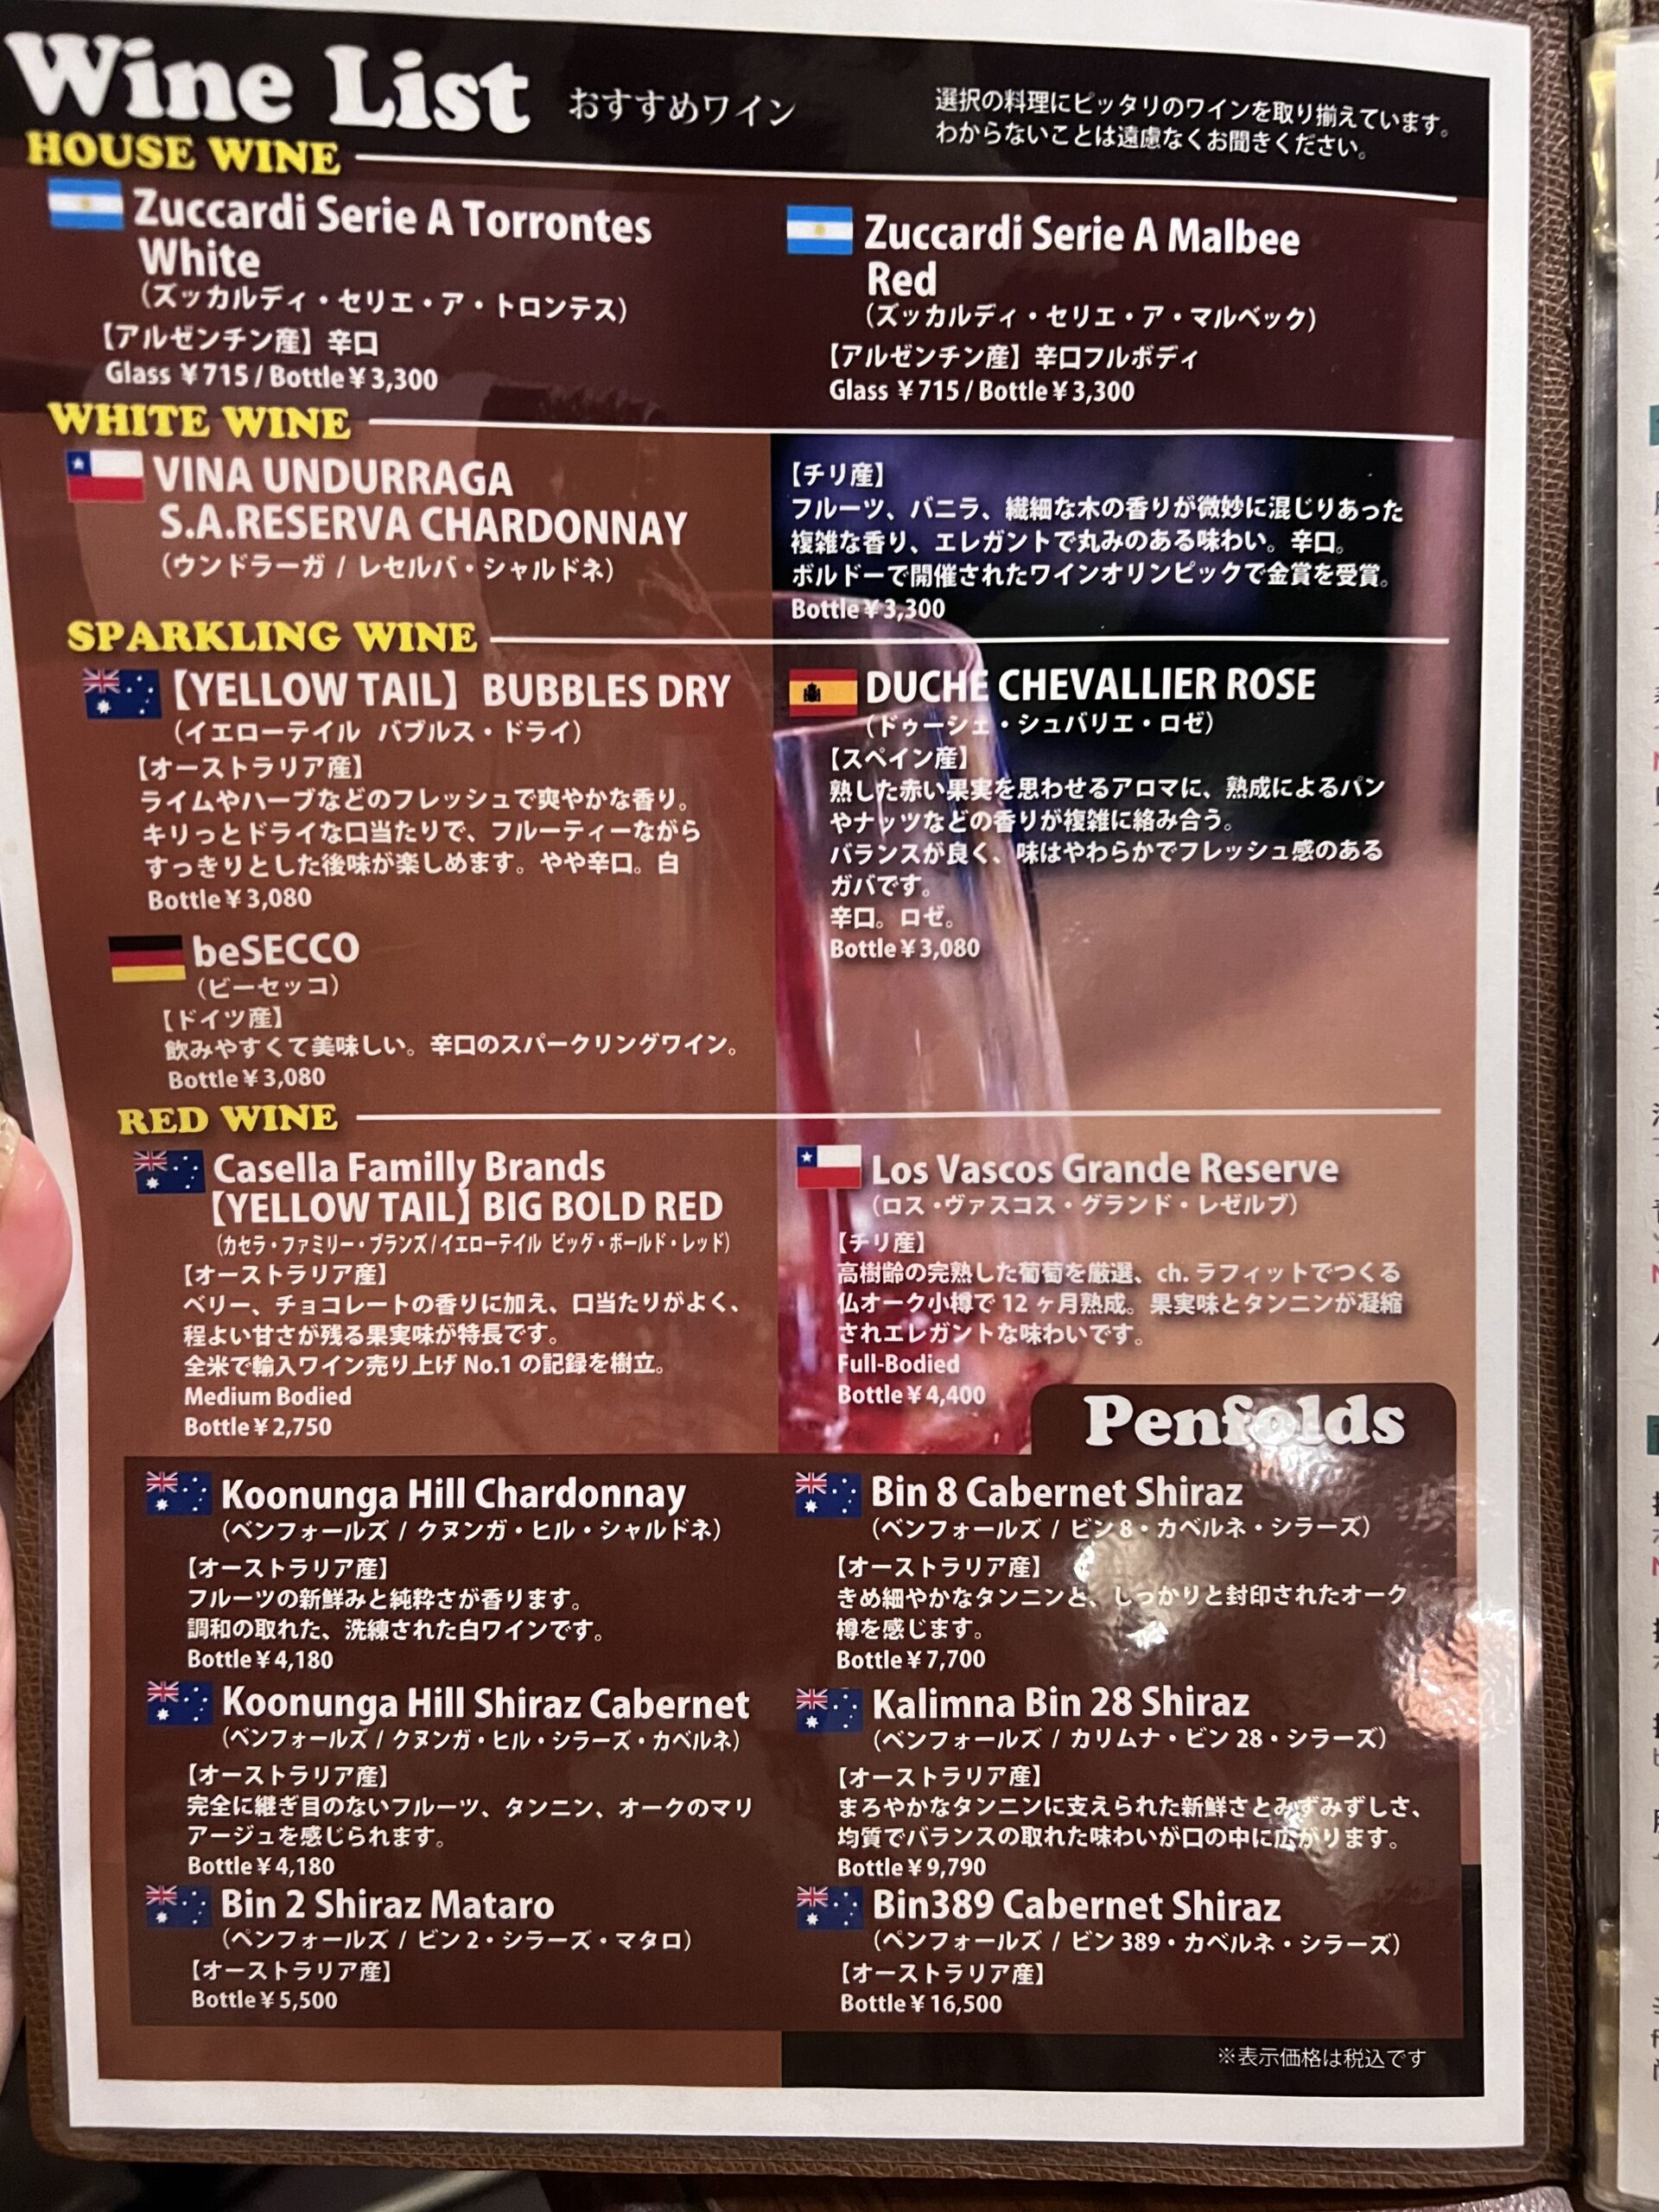 Wine List
おすすめワイン
選択の料理にピッタリのワインを取り揃えています。
わからないことは遠慮なくお聞きください。
HOUSE WINE
Zuccardi Serie A Torrontes
White
（ズッカルディ・セリエ・ア・トロンテス）
【アルゼンチン産】辛口
Glass ￥715 / Bottle￥3,300
Zuccardi Serie A Malbee
Red
（ズッカルディ・セリエ・ア・マルベック）
【アルゼンチン産】辛口フルボディ
Glass ￥715 / Bottle￥3,300
WHITE WINE
VINA UNDURRAGA
S.A.RESERVA CHARDONNAY
（ウンドラーガ / レセルバ・シャルドネ）
【チリ産】
フルーツ、バニラ、繊細な木の香りが微妙に混じりあった
複雑な香り、エレガントで丸みのある味わい。辛口。
ボルドーで開催されたワインオリンピックで金賞を受賞。
Bottle￥3,300
SPARKLING WINE
【YELLOW TAIL】 BUBBLES DRY
（イエローテイル バブルス・ドライ）
【オーストラリア産】
ライムやハーブなどのフレッシュで爽やかな香り。
キリっとドライな口当たりで、フルーティーながら
すっきりとした後味が楽しめます。やや辛口。白
Bottle￥3,080
beSECCO
（ビーセッコ）
【ドイツ産】
飲みやすくて美味しい。辛口のスパークリングワイン。
Bottle￥3,080
DUCHE CHEVALLIER ROSE
（ドゥーシェ・シュバリエ・ロゼ）
【スペイン産】
熟した赤い果実を思わせるアロマに、熟成によるパン
やナッツなどの香りが複雑に絡み合う。
バランスが良く、味はやわらかでフレッシュ感のある
ガバです。
辛口。ロゼ。
Bottle￥3,080
RED WINE
Casella Familly Brands
【YELLOW TAIL】BIG BOLD RED
（カセラ・ファミリー・ブランズ / イエローテイル ビッグ・ボールド・レッド）
【オーストラリア産】
ベリー、チョコレートの香りに加え、口当たりがよく、
程よい甘さが残る果実味が特長です。
全米で輸入ワイン売り上げ No.1 の記録を樹立。
Medium Bodied
Bottle￥2,750
Los Vascos Grande Reserve
（ロス・ヴァスコス・グランド・レゼルブ）
【チリ産】
高樹齢の完熟した葡萄を厳選、ch. ラフィットでつくる
仏オーク小樽で 12 ヶ月熟成。果実味とタンニンが凝縮
されエレガントな味わいです。
Full-Bodied
Bottle￥4,400
Penfolds
Koonunga Hill Chardonnay
（ペンフォールズ / クヌンガ・ヒル・シャルドネ）
【オーストラリア産】
フルーツの新鮮みと純粋さが香ります。
調和の取れた、洗練された白ワインです。
Bottle￥4,180
Koonunga Hill Shiraz Cabernet
（ペンフォールズ / クヌンガ・ヒル・シラーズ・カベルネ）
【オーストラリア産】
完全に継ぎ目のないフルーツ、タンニン、オークのマリ
アージュを感じられます。
Bottle￥4,180
Bin 2 Shiraz Mataro
（ペンフォールズ / ビン 2・シラーズ・マタロ）
【オーストラリア産】
Bottle￥5,500
Bin 8 Cabernet Shiraz
（ペンフォールズ / ビン 8・カベルネ・シラーズ）
【オーストラリア産】
きめ細やかなタンニンと、しっかりと封印されたオーク
樽を感じます。
Bottle￥7,700
Kalimna Bin 28 Shiraz
（ペンフォールズ / カリムナ・ビン 28・シラーズ）
【オーストラリア産】
まろやかなタンニンに支えられた新鮮さとみずみずしさ、
均質でバランスの取れた味わいが口の中に広がります。
Bottle￥9,790
Bin389 Cabernet Shiraz
（ペンフォールズ / ビン 389・カベルネ・シラーズ）
【オーストラリア産】
Bottle￥16,500
※表示価格は税込です